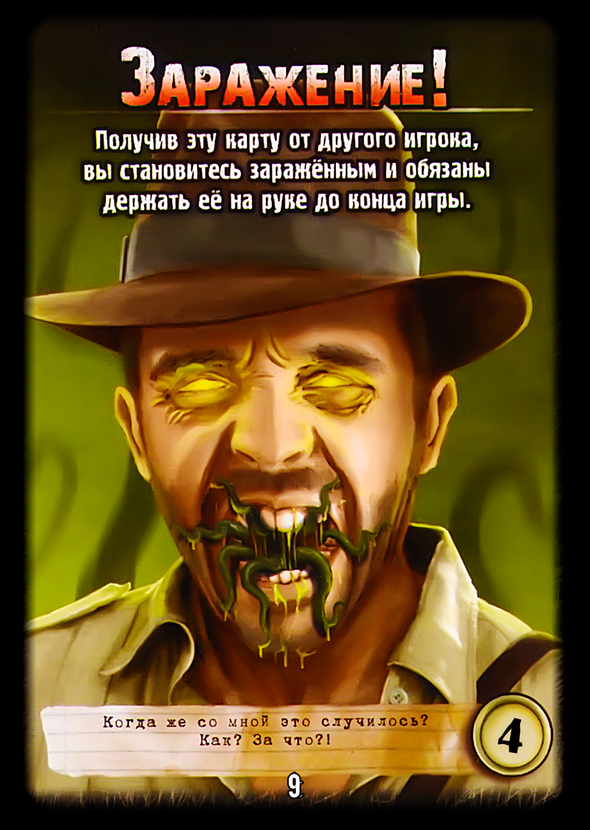 Заражение!
Получив эту карту от другого игрока,
вы становитесь заражённым и обязаны
держать её на руке до конца игры.
Когда же со мной это случилось?
Как? За что?!
4
9